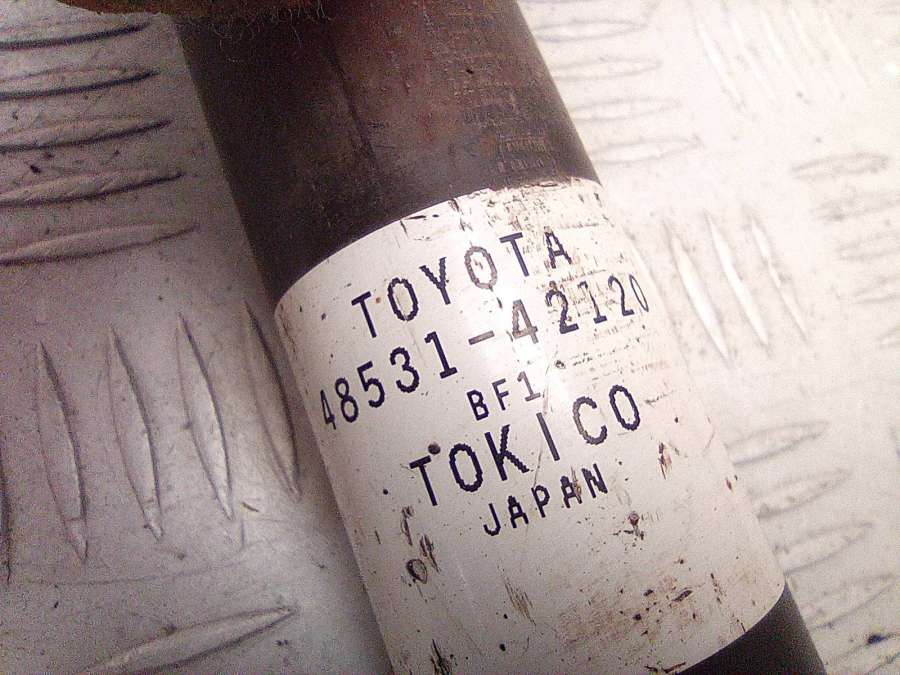 TOYOTA
48531-42120
BF1
TOKICO
JAPAN